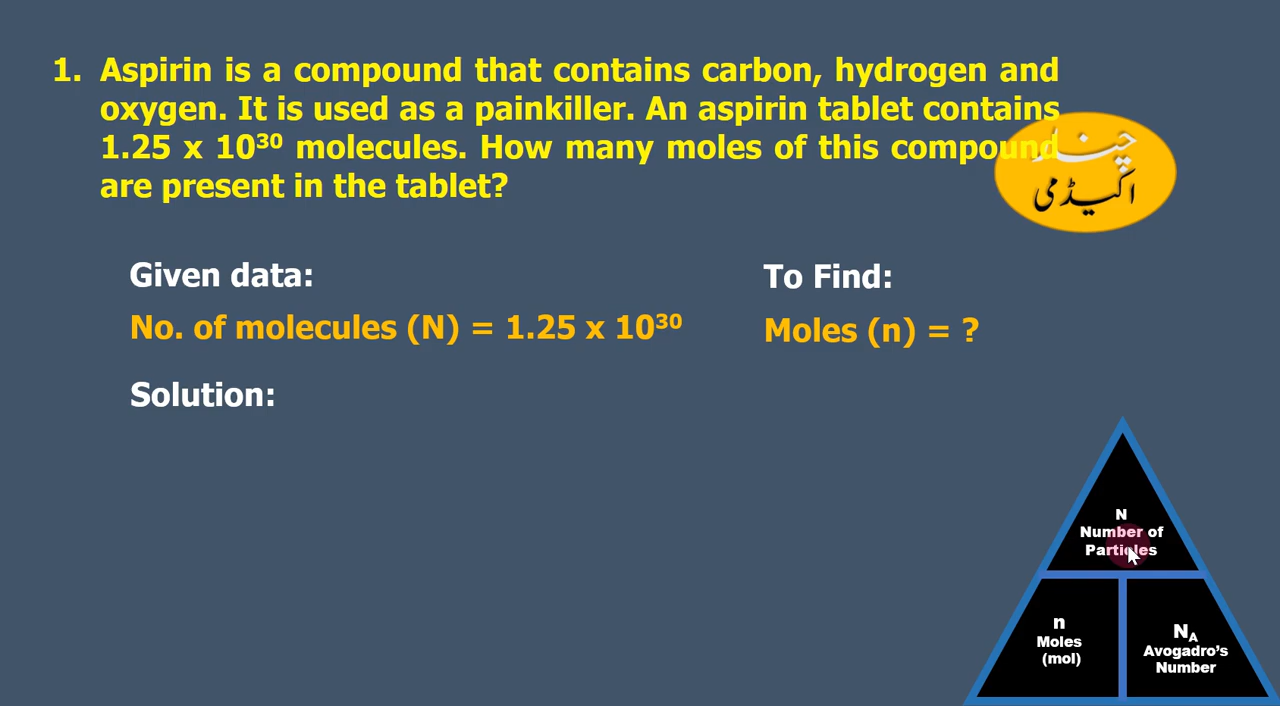 1. Aspirin is a compound that contains carbon, hydrogen and
oxygen. It is used as a painkiller. An aspirin tablet contains
1.25 x 10³⁰ molecules. How many moles of this compound
are present in the tablet?
چناب
اکیڈمی
Given data:
To Find:
No. of molecules (N) = 1.25 x 10³⁰
Moles (n) = ?
Solution:
N
Number of
Particles
n
Moles
(mol)
N_A
Avogadro's
Number